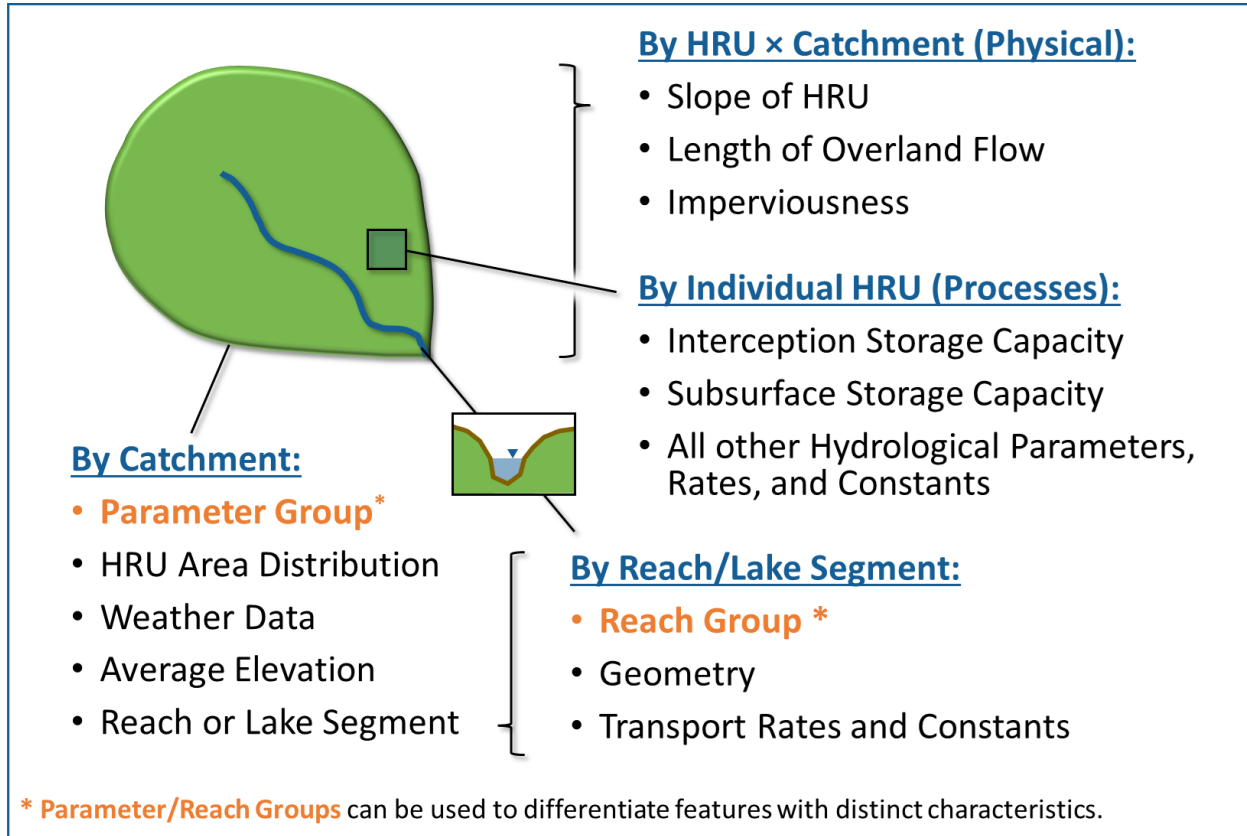 By HRU × Catchment (Physical):
• Slope of HRU
• Length of Overland Flow
• Imperviousness
By Individual HRU (Processes):
• Interception Storage Capacity
• Subsurface Storage Capacity
• All other Hydrological Parameters,
Rates, and Constants
By Catchment:
• Parameter Group*
• HRU Area Distribution
• Weather Data
• Average Elevation
• Reach or Lake Segment
By Reach/Lake Segment:
• Reach Group *
• Geometry
• Transport Rates and Constants
* Parameter/Reach Groups can be used to differentiate features with distinct characteristics.